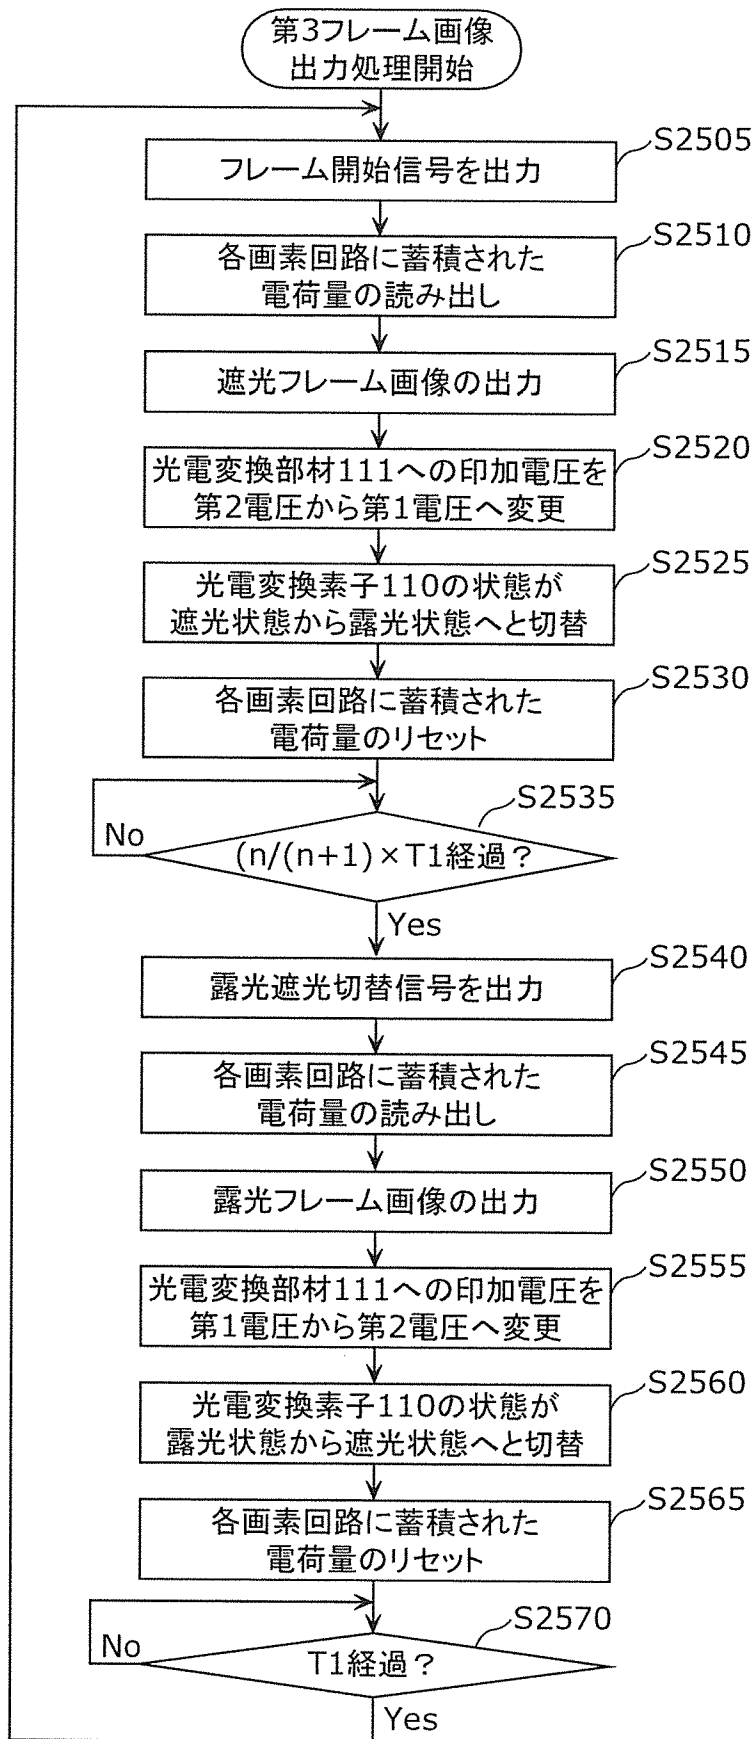 第3フレーム画像
出力処理開始
S2505
フレーム開始信号を出力
S2510
各画素回路に蓄積された
電荷量の読み出し
S2515
遮光フレーム画像の出力
S2520
光電変換部材111への印加電圧を
第2電圧から第1電圧へ変更
S2525
光電変換素子110の状態が
遮光状態から露光状態へと切替
S2530
各画素回路に蓄積された
電荷量のリセット
S2535
No
(n/(n+1)×T1経過?
Yes
S2540
露光遮光切替信号を出力
S2545
各画素回路に蓄積された
電荷量の読み出し
S2550
露光フレーム画像の出力
S2555
光電変換部材111への印加電圧を
第1電圧から第2電圧へ変更
S2560
光電変換素子110の状態が
露光状態から遮光状態へと切替
S2565
各画素回路に蓄積された
電荷量のリセット
S2570
No
T1経過?
Yes